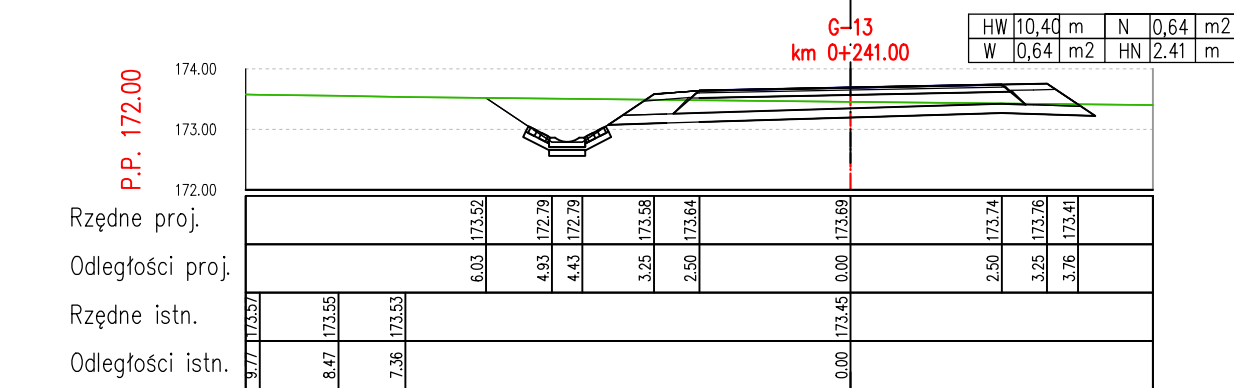 G-13
km 0+241.00
HW 10,40 m N 0,64 m2
W 0,64 m2 HN 2.41 m
P.P. 172.00
174.00
173.00
172.00
Rzędne proj. 173.52 172.79 172.79 173.58 173.64 173.69 173.74 173.76 173.41
Odległości proj. 6.03 4.93 4.43 3.25 2.50 0.00 2.50 3.25 3.76
Rzędne istn. 173.57 173.55 173.53 173.45
Odległości istn. 9.77 8.47 7.36 0.00